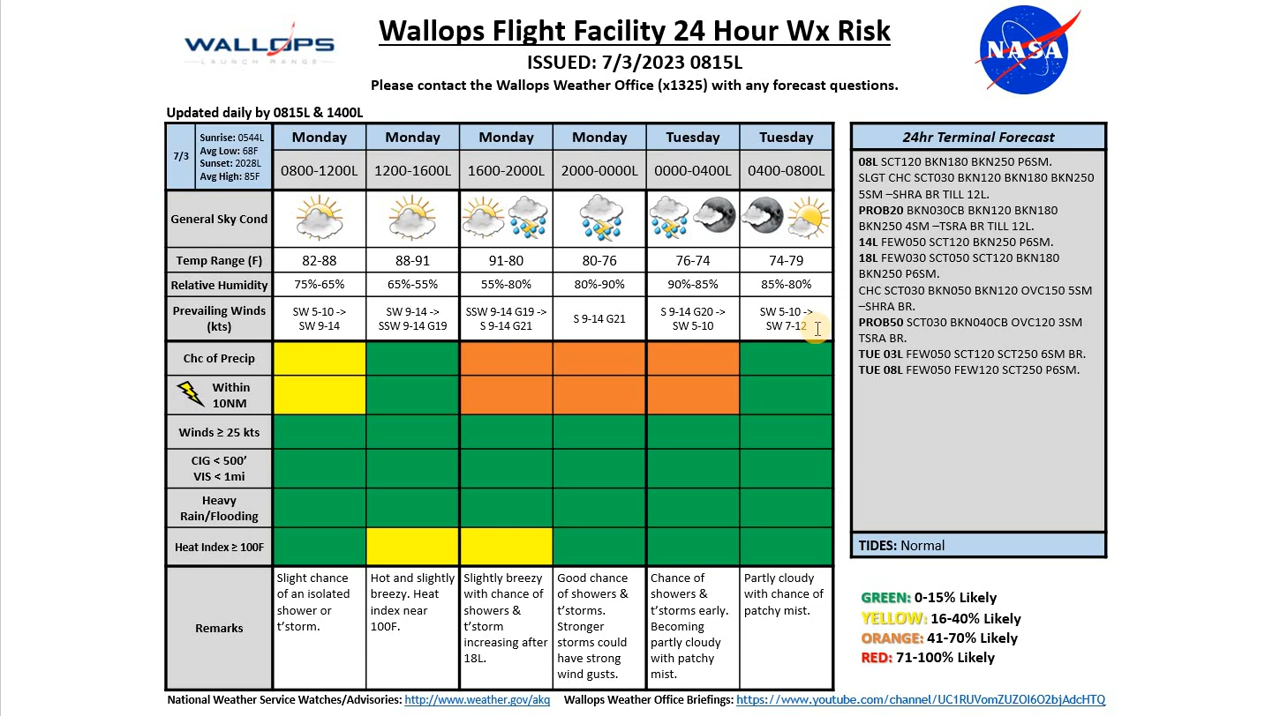 WALLOPS
LAUNCH RANGE
Wallops Flight Facility 24 Hour Wx Risk
ISSUED: 7/3/2023 0815L
Please contact the Wallops Weather Office (x1325) with any forecast questions.
NASA
Updated daily by 0815L & 1400L
7/3
Sunrise: 0544L
Avg Low: 68F
Sunset: 2028L
Avg High: 85F
Monday Monday Monday Monday Tuesday Tuesday
0800-1200L 1200-1600L 1600-2000L 2000-0000L 0000-0400L 0400-0800L
General Sky Cond
Temp Range (F) 82-88 88-91 91-80 80-76 76-74 74-79
Relative Humidity 75%-65% 65%-55% 55%-80% 80%-90% 90%-85% 85%-80%
Prevailing Winds
(kts)
SW 5-10 ->
SW 9-14
SW 9-14 ->
SSW 9-14 G19
SSW 9-14 G19 ->
S 9-14 G21
S 9-14 G21
S 9-14 G20 ->
SW 5-10
SW 5-10 ->
SW 7-12
Chc of Precip
Within
10NM
Winds ≥ 25 kts
CIG < 500'
VIS < 1mi
Heavy
Rain/Flooding
Heat Index ≥ 100F
Remarks
Slight chance
of an isolated
shower or
t'storm.
Hot and slightly
breezy. Heat
index near
100F.
Slightly breezy
with chance of
showers &
t'storm
increasing after
18L.
Good chance
of showers &
t'storms.
Stronger
storms could
have strong
wind gusts.
Chance of
showers &
t'storms early.
Becoming
partly cloudy
with patchy
mist.
Partly cloudy
with chance of
patchy mist.
24hr Terminal Forecast
08L SCT120 BKN180 BKN250 P6SM.
SLGT CHC SCT030 BKN120 BKN180 BKN250
5SM –SHRA BR TILL 12L.
PROB20 BKN030CB BKN120 BKN180
BKN250 4SM –TSRA BR TILL 12L.
14L FEW050 SCT120 BKN250 P6SM.
18L FEW030 SCT050 SCT120 BKN180
BKN250 P6SM.
CHC SCT030 BKN050 BKN120 OVC150 5SM
–SHRA BR.
PROB50 SCT030 BKN040CB OVC120 3SM
TSRA BR.
TUE 03L FEW050 SCT120 SCT250 6SM BR.
TUE 08L FEW050 FEW120 SCT250 P6SM.
TIDES: Normal
GREEN: 0-15% Likely
YELLOW: 16-40% Likely
ORANGE: 41-70% Likely
RED: 71-100% Likely
National Weather Service Watches/Advisories: http://www.weather.gov/akq Wallops Weather Office Briefings: https://www.youtube.com/channel/UC1RUVomZUZOl6O2bjAdcHTQ